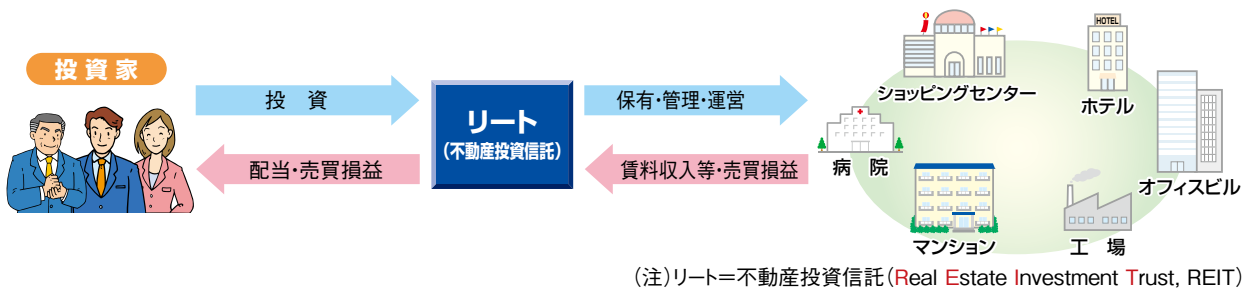 投資家
投 資
配当・売買損益
リート
(不動産投資信託)
保有・管理・運営
賃料収入等・売買損益
ショッピングセンター
HOTEL
ホテル
病 院
オフィスビル
マンション
工 場
(注)リート=不動産投資信託(Real Estate Investment Trust, REIT)